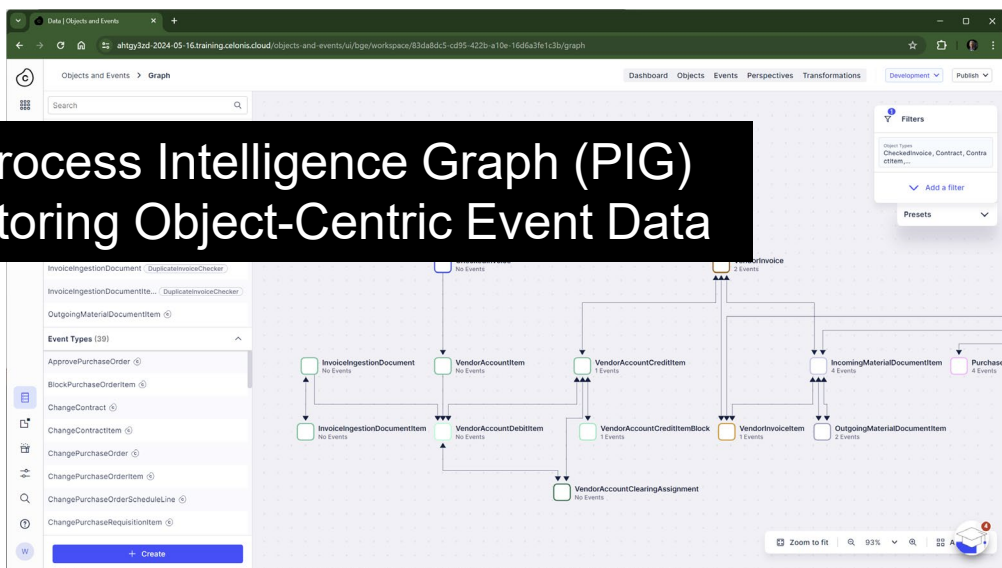 Data | Objects and Events
ahtgy3zd-2024-05-16.training.celonis.cloud/objects-and-events/ui/bge/workspace/83da8dc5-cd95-422b-a10e-16d6a3fe1c3b/graph
Objects and Events > Graph
Dashboard Objects Events Perspectives Transformations
Development
Publish
Search
1
Filters
Object Types
CheckedInvoice, Contract, Contra
ctItem,...
Add a filter
Presets
rocess Intelligence Graph (PIG)
toring Object-Centric Event Data
No Events
VendorInvoice
2 Events
InvoiceIngestionDocument DuplicateInvoiceChecker
InvoiceIngestionDocumentIte... DuplicateInvoiceChecker
OutgoingMaterialDocumentItem
Event Types (39)
ApprovePurchaseOrder
BlockPurchaseOrderItem
ChangeContract
ChangeContractItem
ChangePurchaseOrder
ChangePurchaseOrderItem
ChangePurchaseOrderScheduleLine
ChangePurchaseRequisitionItem
+ Create
InvoiceIngestionDocument
No Events
VendorAccountItem
No Events
VendorAccountCreditItem
1 Events
IncomingMaterialDocumentItem
4 Events
Purchase
4 Events
InvoiceIngestionDocumentItem
No Events
VendorAccountDebitItem
No Events
VendorAccountCreditItemBlock
1 Events
VendorInvoiceItem
1 Events
OutgoingMaterialDocumentItem
2 Events
VendorAccountClearingAssignment
No Events
Zoom to fit
93%
A
4
W